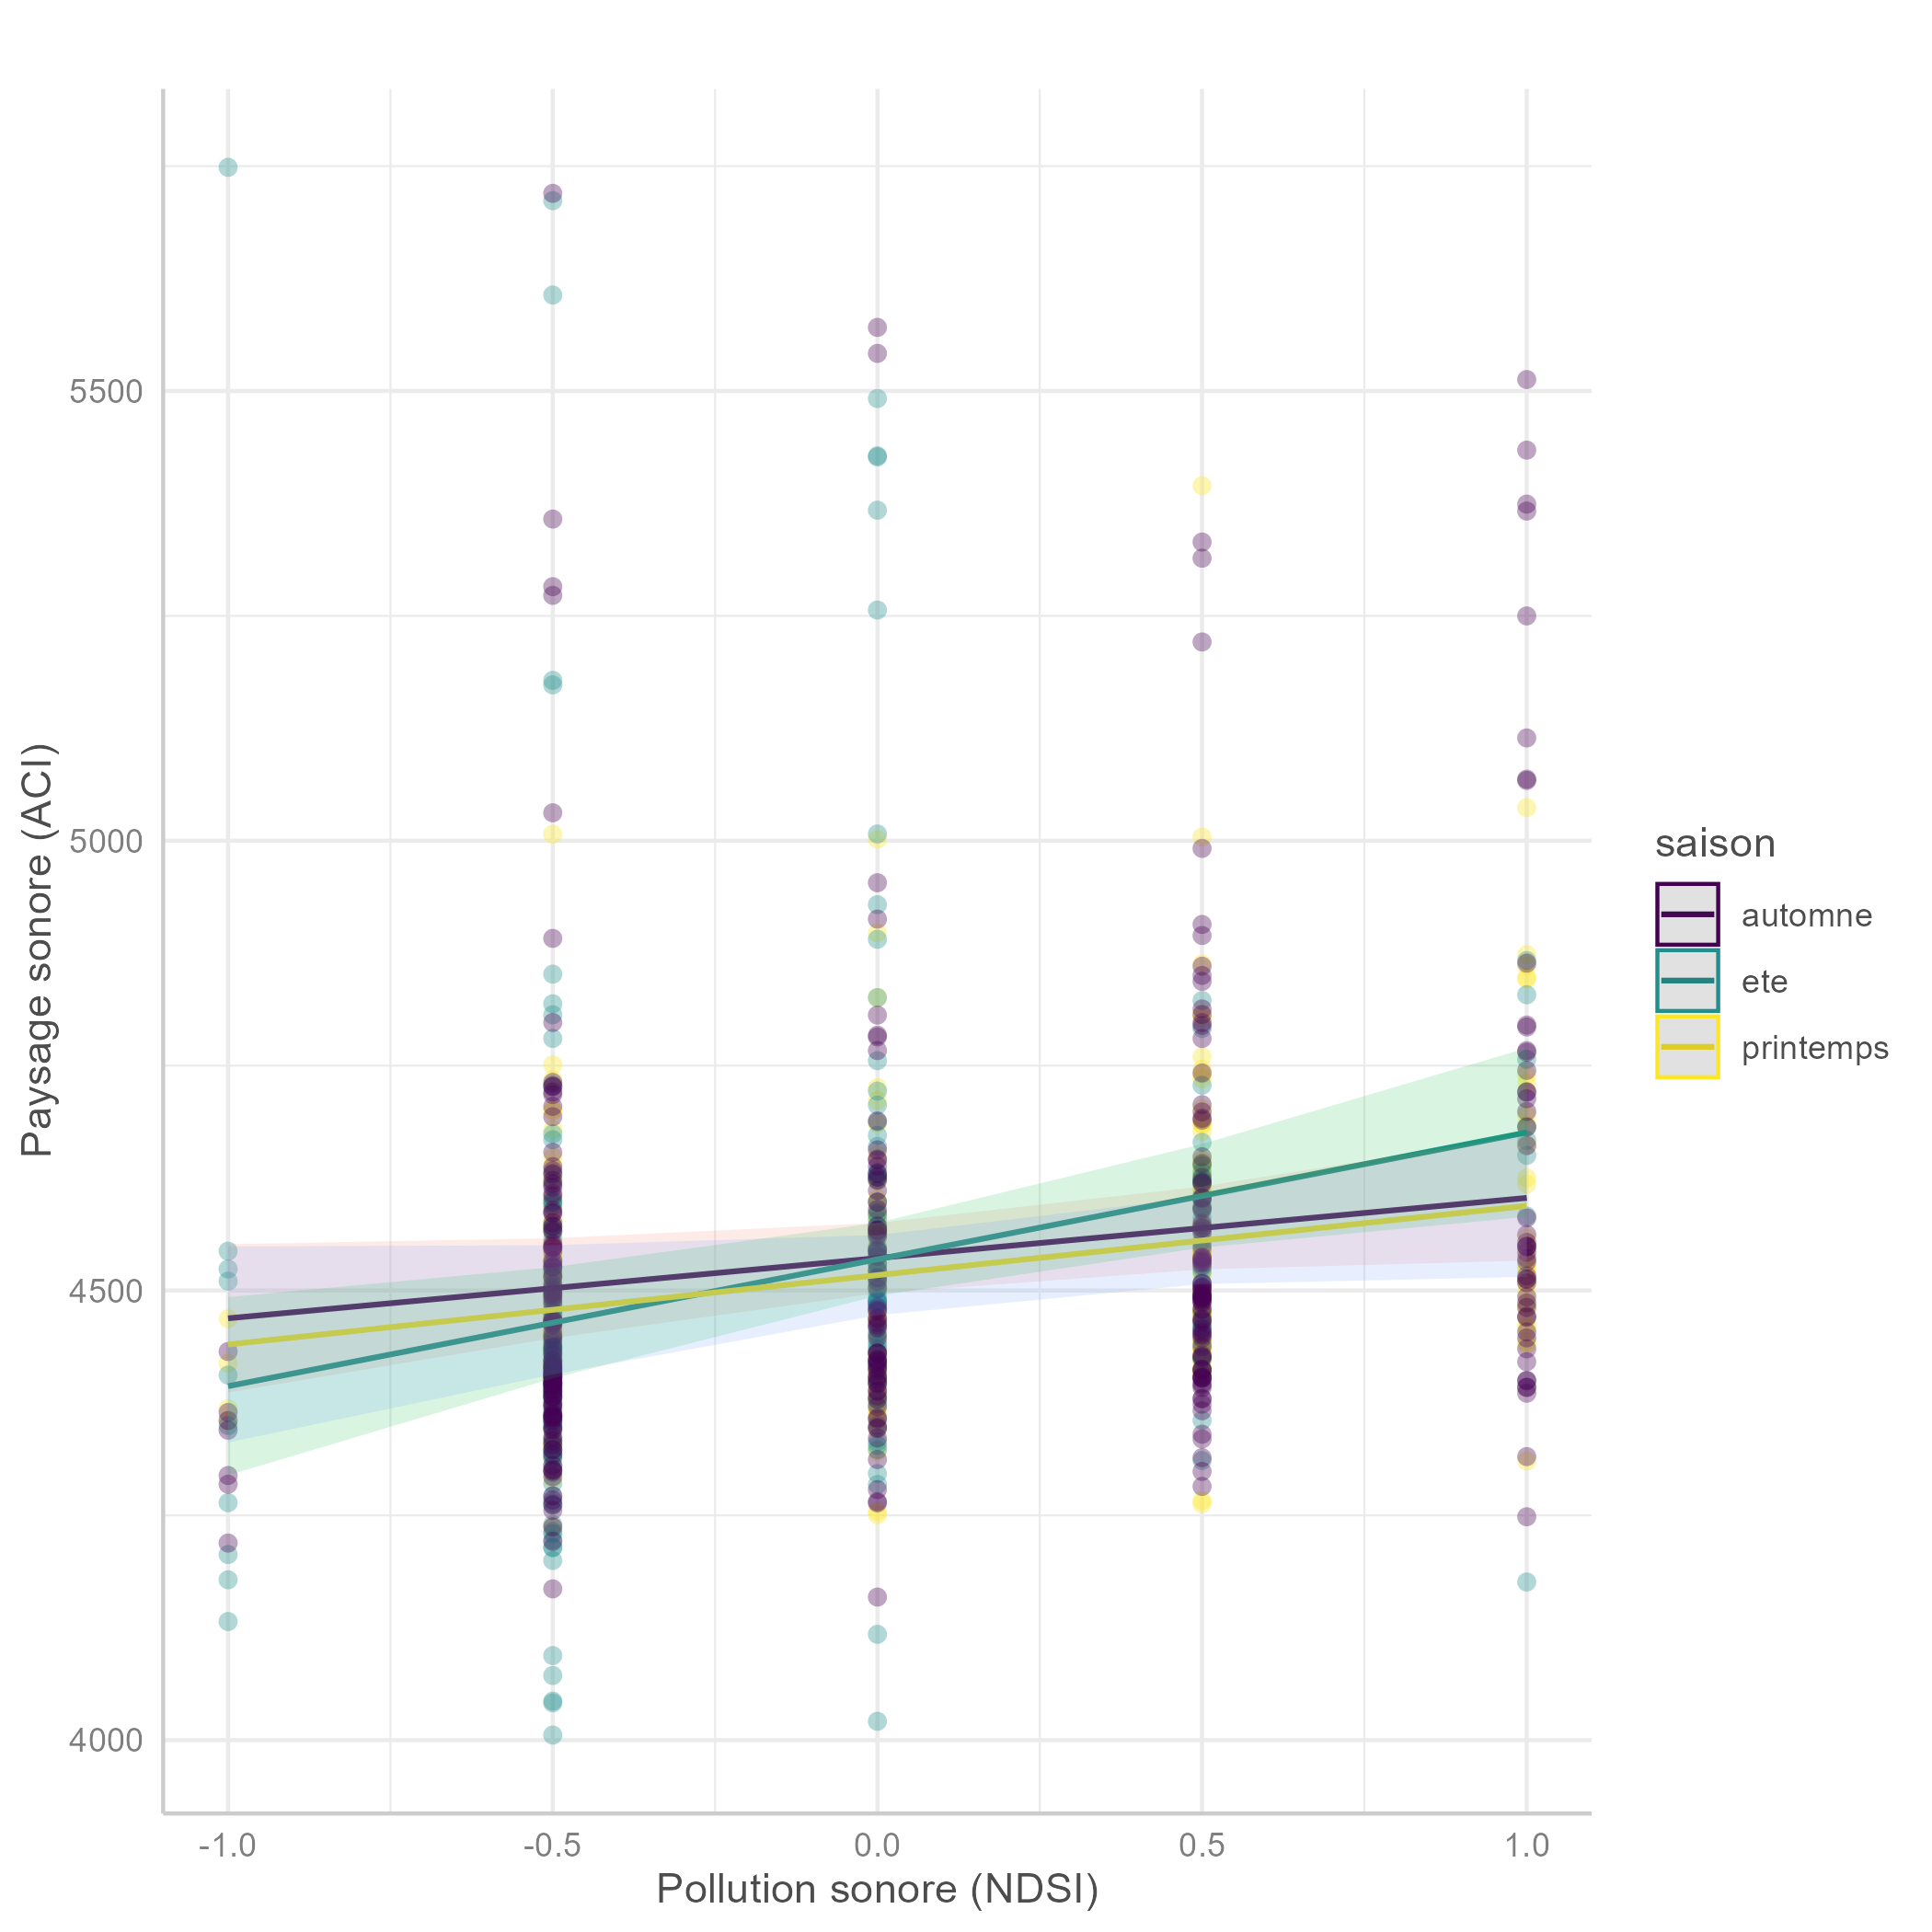 5500
5000
4500
4000
Paysage sonore (ACI)
-1.0 -0.5 0.0 0.5 1.0
Pollution sonore (NDSI)
saison
automne
ete
printemps